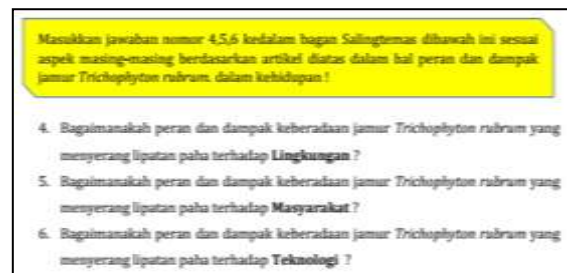 Masukkan jawaban nomor 4,5,6 kedalam bagan Salingtemas dibawah ini sesuai
aspek masing-masing berdasarkan artikel diatas dalam hal peran dan dampak
jamur Trichophyton rubrum. dalam kehidupan !
4. Bagaimanakah peran dan dampak keberadaan jamur Trichophyton rubrum yang
menyerang lipatan paha terhadap Lingkungan ?
5. Bagaimanakah peran dan dampak keberadaan jamur Trichophyton rubrum yang
menyerang lipatan paha terhadap Masyarakat ?
6. Bagaimanakah peran dan dampak keberadaan jamur Trichophyton rubrum yang
menyerang lipatan paha terhadap Teknologi ?